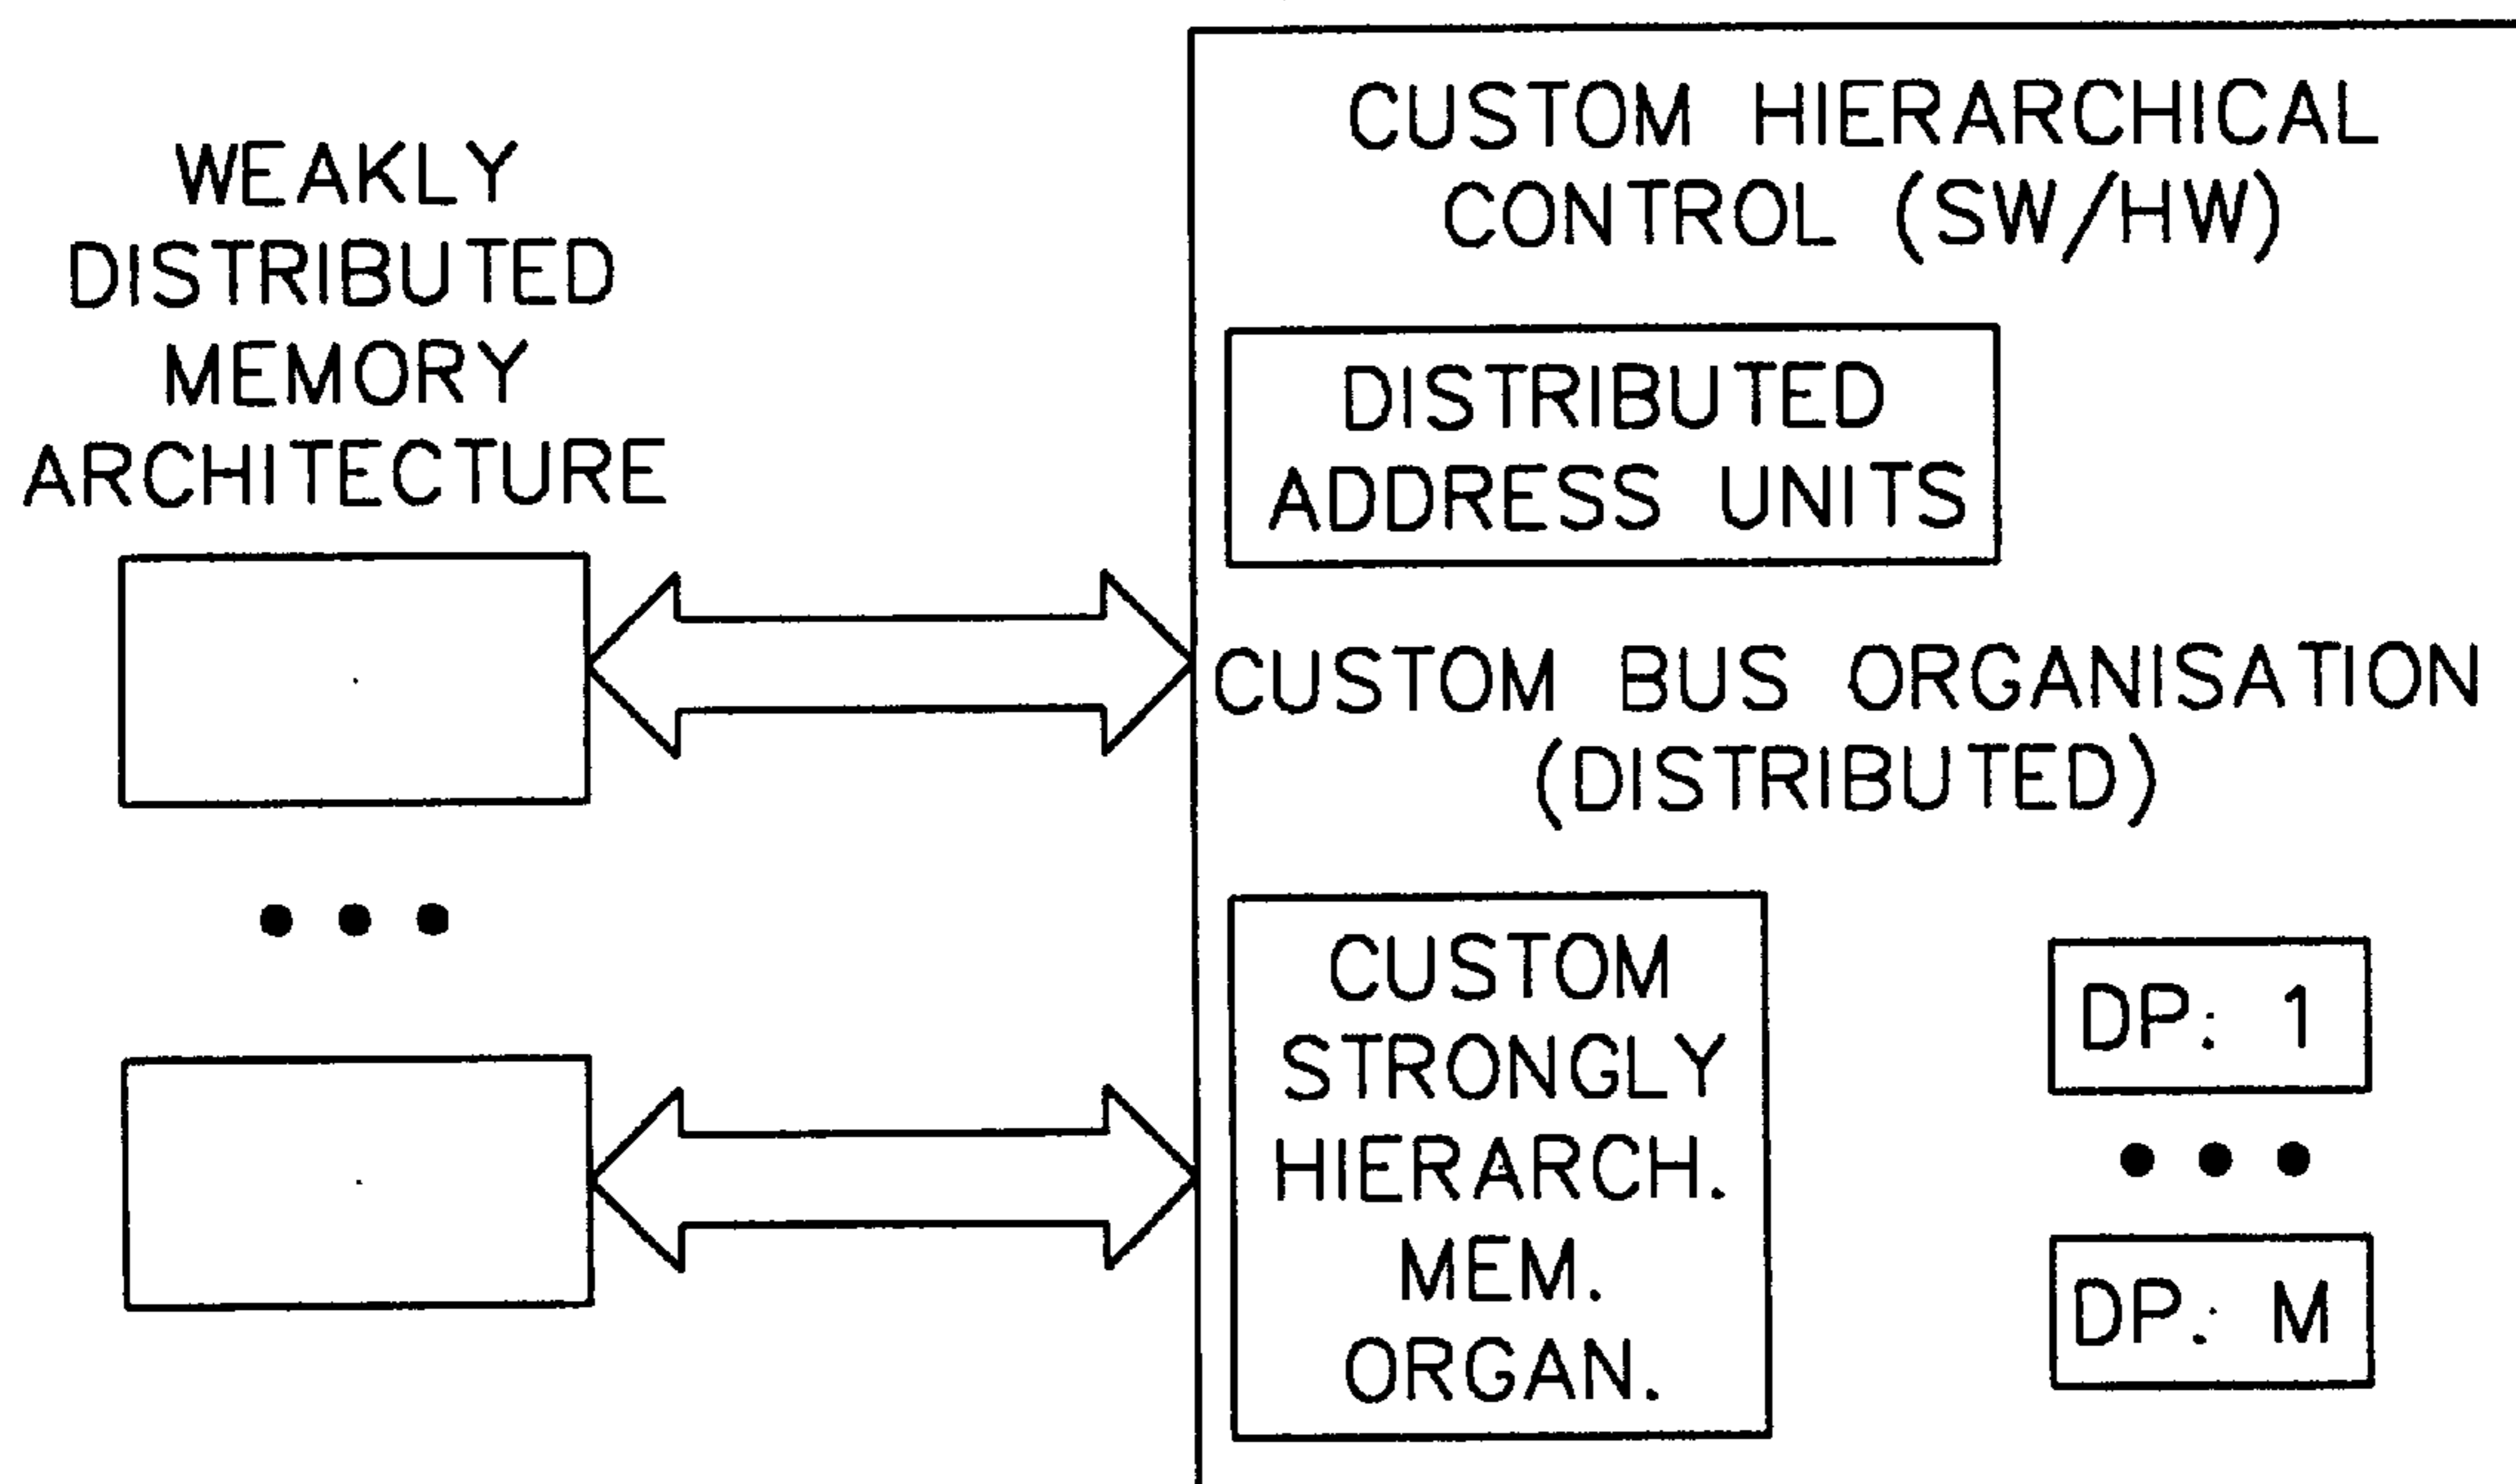 WEAKLY
DISTRIBUTED
MEMORY
ARCHITECTURE
CUSTOM HIERARCHICAL
CONTROL (SW/HW)
DISTRIBUTED
ADDRESS UNITS
CUSTOM BUS ORGANISATION
(DISTRIBUTED)
CUSTOM
STRONGLY
HIERARCH.
MEM.
ORGAN.
DP: 1
DP: M